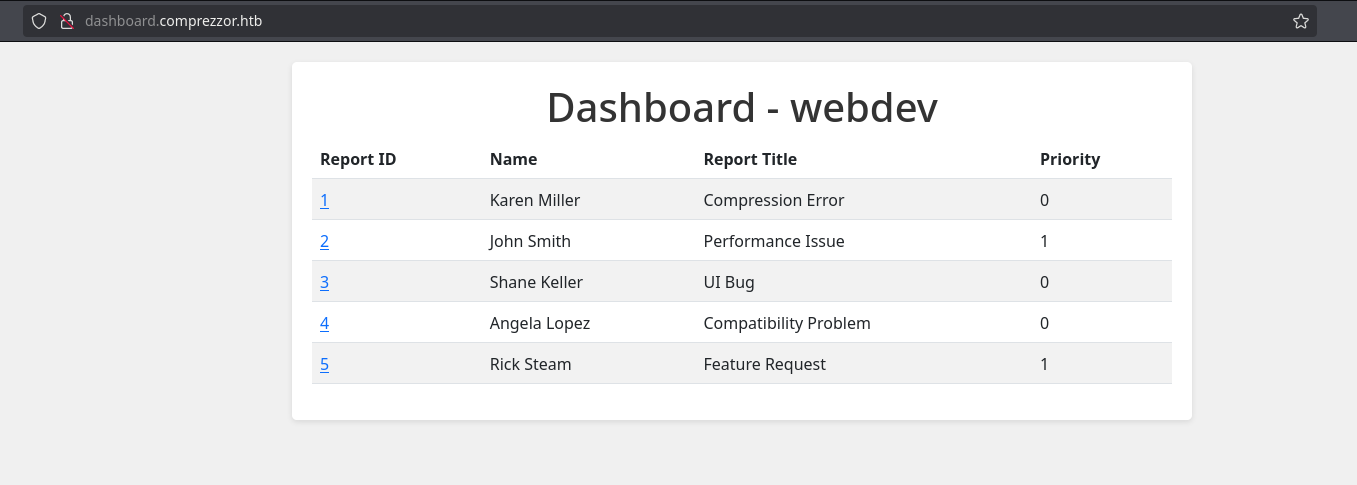 dashboard.comprezzor.htb
Dashboard - webdev
Report ID Name Report Title Priority
1 Karen Miller Compression Error 0
2 John Smith Performance Issue 1
3 Shane Keller UI Bug 0
4 Angela Lopez Compatibility Problem 0
5 Rick Steam Feature Request 1